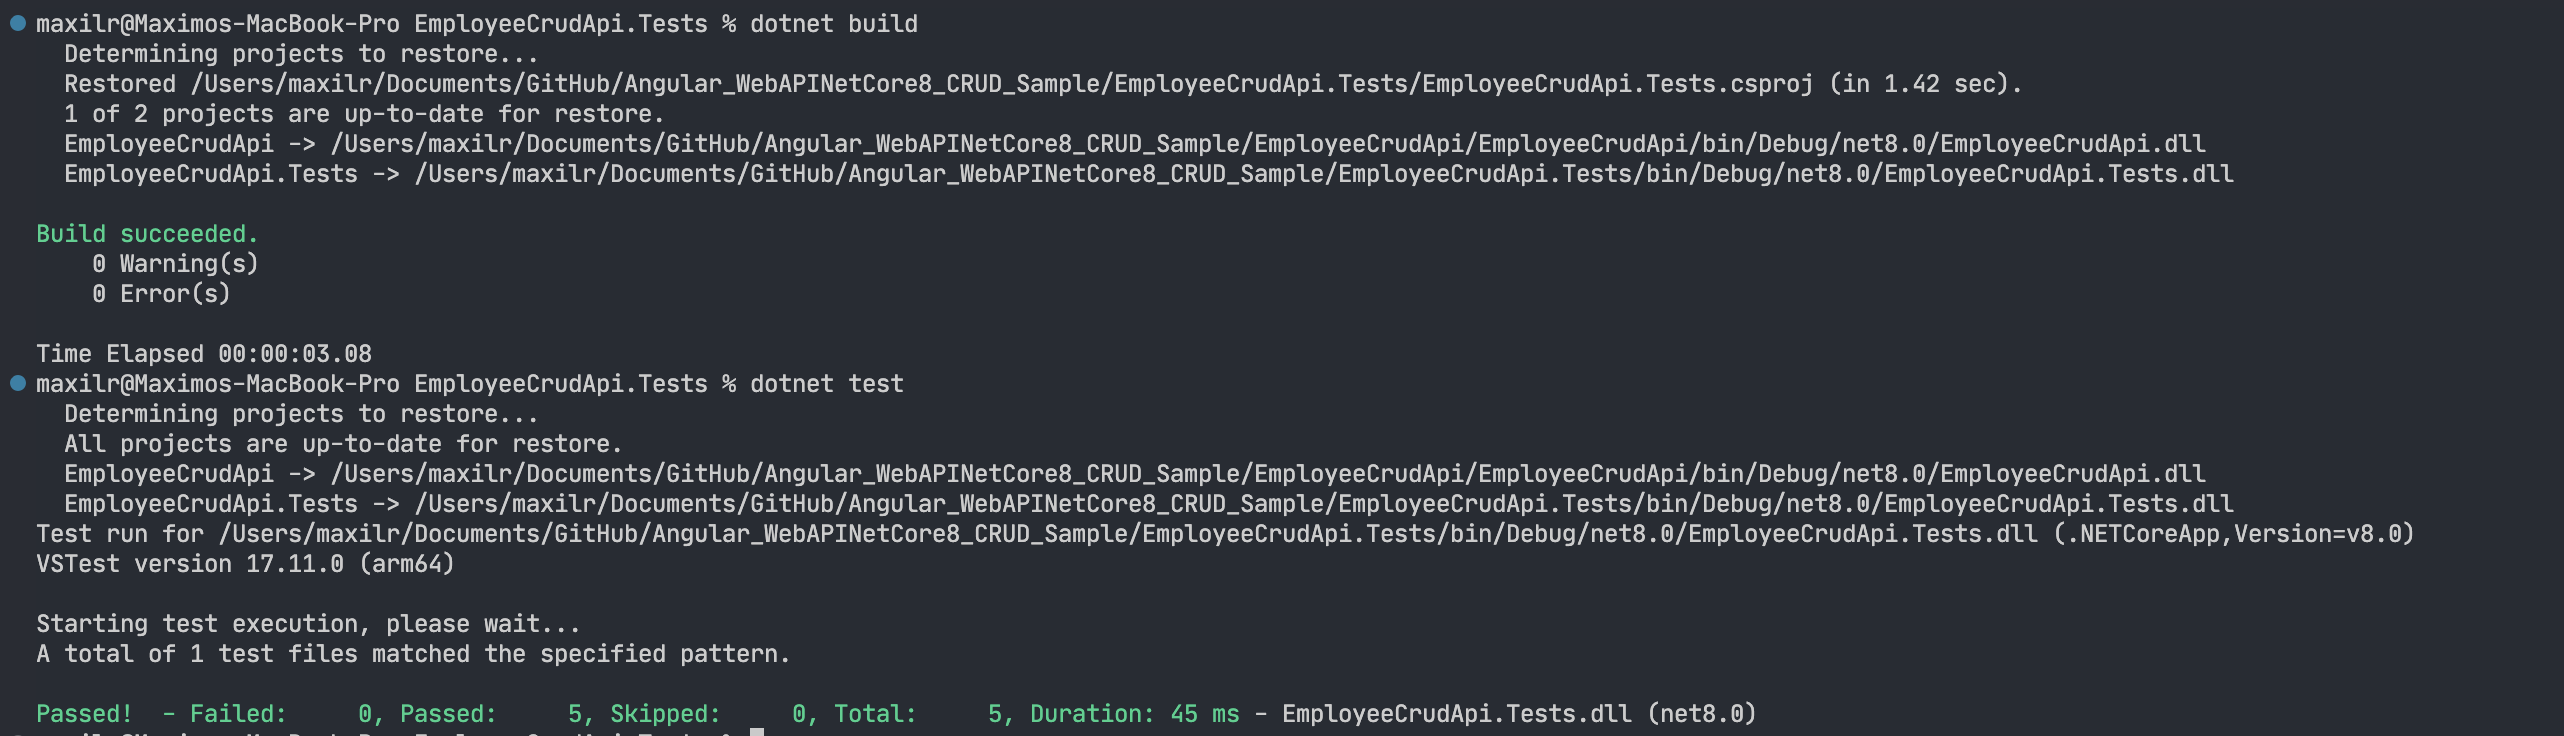 maxilr@Maximos-MacBook-Pro EmployeeCrudApi.Tests % dotnet build
Determining projects to restore...
Restored /Users/maxilr/Documents/GitHub/Angular_WebAPINetCore8_CRUD_Sample/EmployeeCrudApi.Tests/EmployeeCrudApi.Tests.csproj (in 1.42 sec).
1 of 2 projects are up-to-date for restore.
EmployeeCrudApi -> /Users/maxilr/Documents/GitHub/Angular_WebAPINetCore8_CRUD_Sample/EmployeeCrudApi/EmployeeCrudApi/bin/Debug/net8.0/EmployeeCrudApi.dll
EmployeeCrudApi.Tests -> /Users/maxilr/Documents/GitHub/Angular_WebAPINetCore8_CRUD_Sample/EmployeeCrudApi.Tests/bin/Debug/net8.0/EmployeeCrudApi.Tests.dll
Build succeeded.
0 Warning(s)
0 Error(s)
Time Elapsed 00:00:03.08
maxilr@Maximos-MacBook-Pro EmployeeCrudApi.Tests % dotnet test
Determining projects to restore...
All projects are up-to-date for restore.
EmployeeCrudApi -> /Users/maxilr/Documents/GitHub/Angular_WebAPINetCore8_CRUD_Sample/EmployeeCrudApi/EmployeeCrudApi/bin/Debug/net8.0/EmployeeCrudApi.dll
EmployeeCrudApi.Tests -> /Users/maxilr/Documents/GitHub/Angular_WebAPINetCore8_CRUD_Sample/EmployeeCrudApi.Tests/bin/Debug/net8.0/EmployeeCrudApi.Tests.dll
Test run for /Users/maxilr/Documents/GitHub/Angular_WebAPINetCore8_CRUD_Sample/EmployeeCrudApi.Tests/bin/Debug/net8.0/EmployeeCrudApi.Tests.dll (.NETCoreApp,Version=v8.0)
VSTest version 17.11.0 (arm64)
Starting test execution, please wait...
A total of 1 test files matched the specified pattern.
Passed!  - Failed:     0, Passed:     5, Skipped:     0, Total:     5, Duration: 45 ms - EmployeeCrudApi.Tests.dll (net8.0)